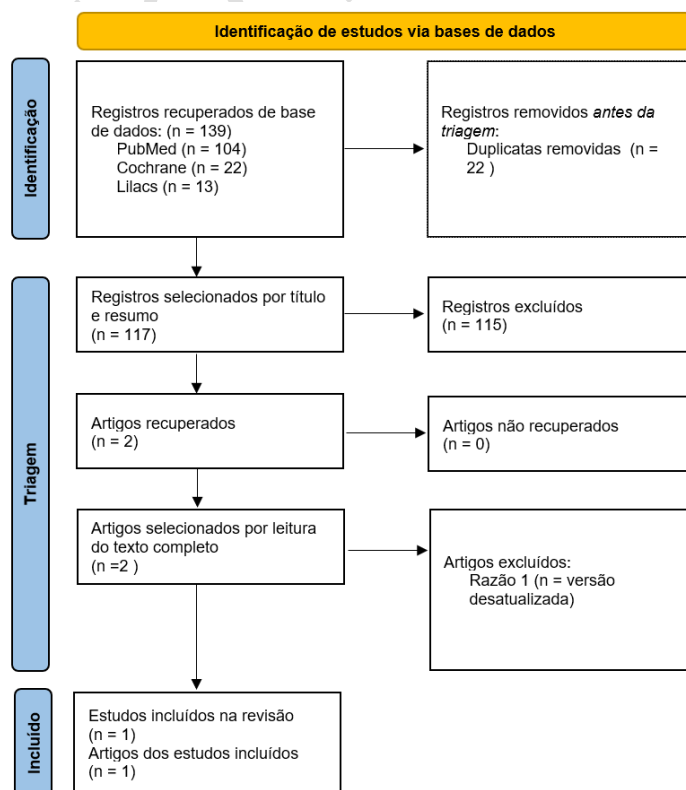 Identificação de estudos via bases de dados
Identificação
Registros recuperados de base
de dados: (n = 139)
PubMed (n = 104)
Cochrane (n = 22)
Lilacs (n = 13)
Registros removidos antes da
triagem:
Duplicatas removidas (n =
22 )
Triagem
Registros selecionados por título
e resumo
(n = 117)
Registros excluídos
(n = 115)
Artigos recuperados
(n = 2)
Artigos não recuperados
(n = 0)
Artigos selecionados por leitura
do texto completo
(n =2 )
Artigos excluídos:
Razão 1 (n = versão
desatualizada)
Incluído
Estudos incluídos na revisão
(n = 1)
Artigos dos estudos incluídos
(n = 1)